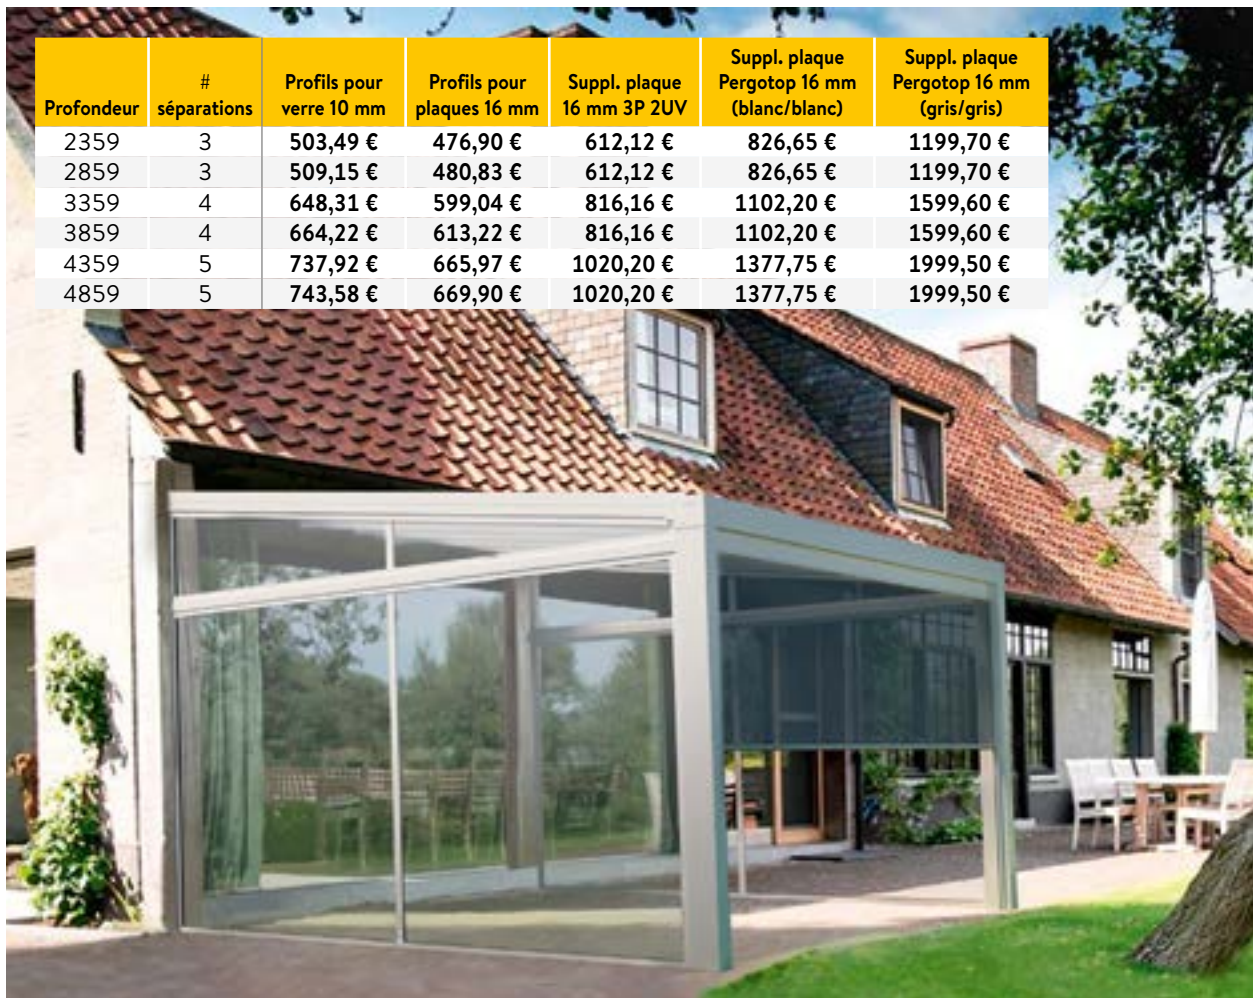 Profondeur # séparations Profils pour verre 10 mm Profils pour plaques 16 mm Suppl. plaque 16 mm 3P 2UV Suppl. plaque Pergotop 16 mm (blanc/blanc) Suppl. plaque Pergotop 16 mm (gris/gris)
2359 3 503,49 € 476,90 € 612,12 € 826,65 € 1199,70 €
2859 3 509,15 € 480,83 € 612,12 € 826,65 € 1199,70 €
3359 4 648,31 € 599,04 € 816,16 € 1102,20 € 1599,60 €
3859 4 664,22 € 613,22 € 816,16 € 1102,20 € 1599,60 €
4359 5 737,92 € 665,97 € 1020,20 € 1377,75 € 1999,50 €
4859 5 743,58 € 669,90 € 1020,20 € 1377,75 € 1999,50 €